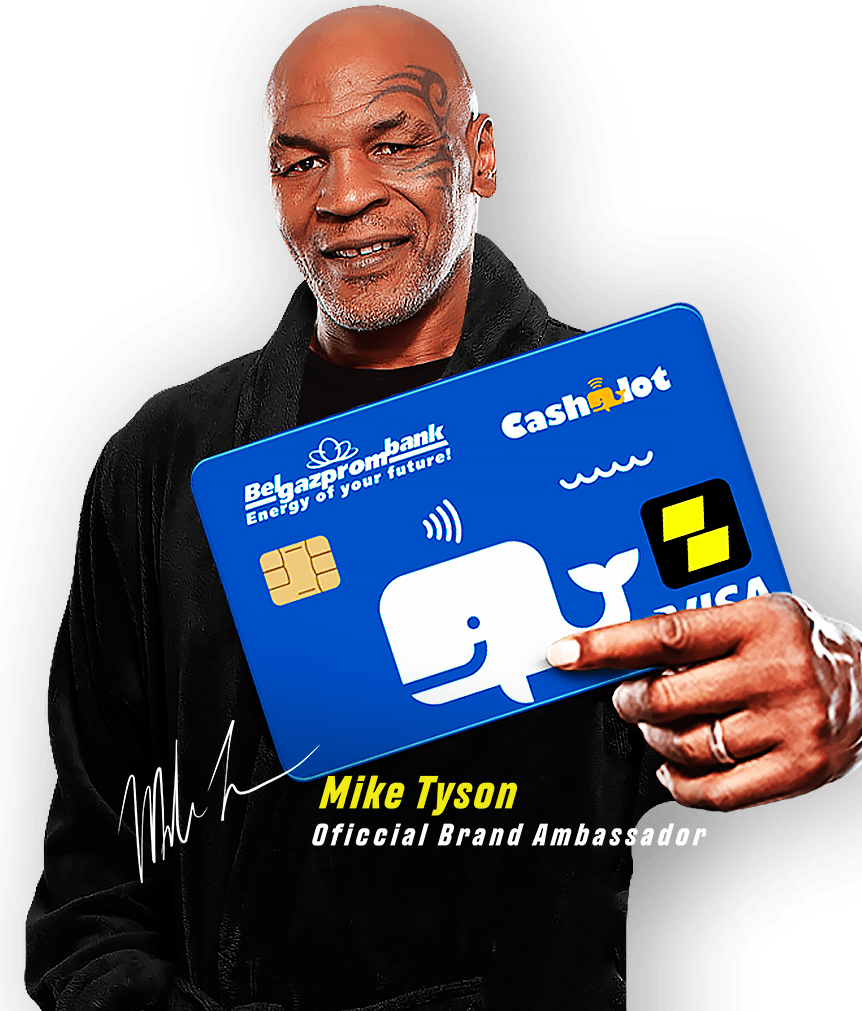 Belgazprombank
Energy of your future!
Cashalot
VISA
Mike Tyson
Oficcial Brand Ambassador